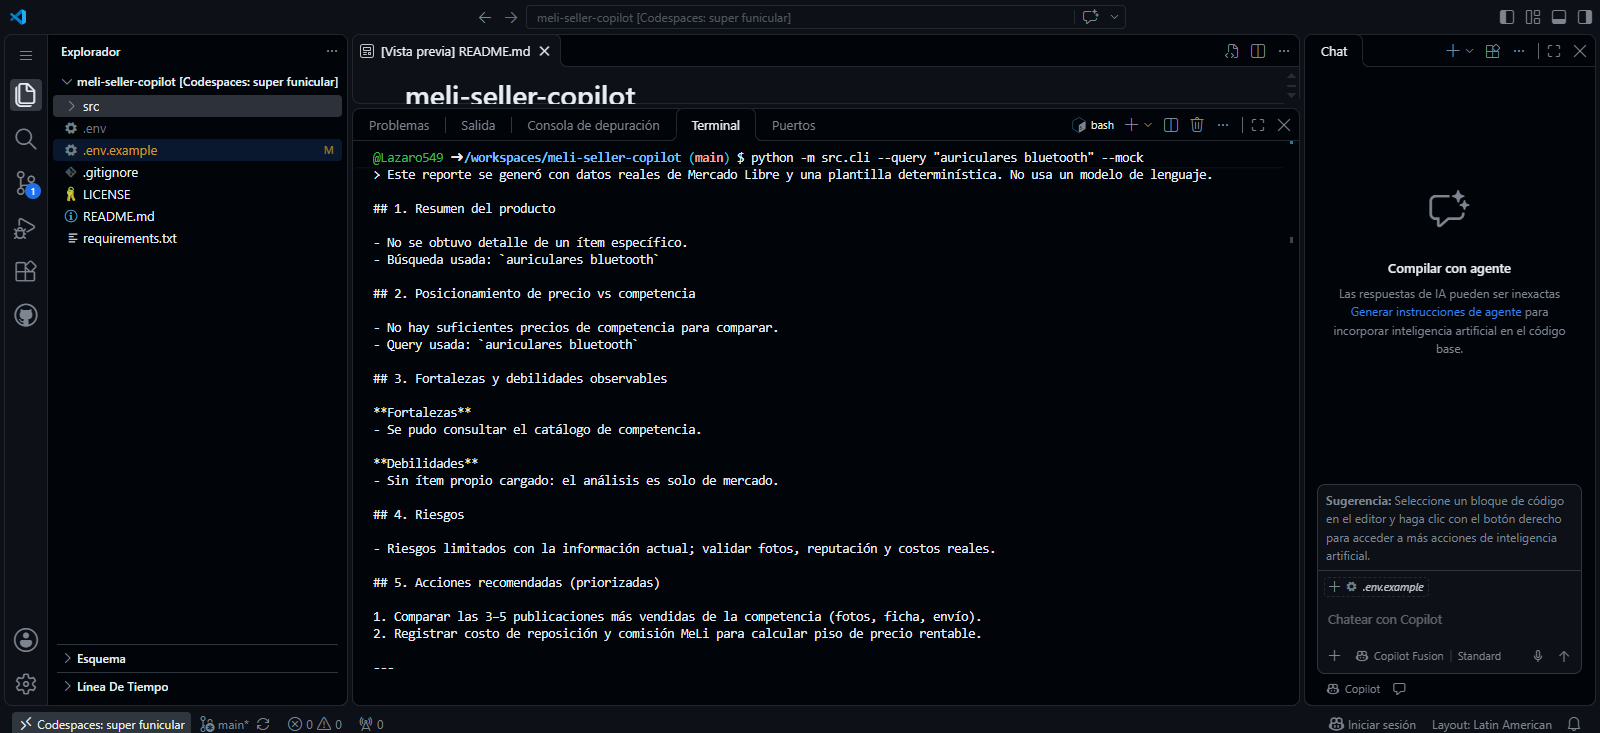 meli-seller-copilot [Codespaces: super funicular]
Explorador
meli-seller-copilot [Codespaces: super funicular]
src
.env
.env.example M
.gitignore
LICENSE
README.md
requirements.txt
Esquema
Línea De Tiempo
1
[Vista previa] README.md
meli-seller-copilot
Problemas Salida Consola de depuración Terminal Puertos
bash
@Lazaro549 →/workspaces/meli-seller-copilot (main) $ python -m src.cli --query "auriculares bluetooth" --mock
> Este reporte se generó con datos reales de Mercado Libre y una plantilla determinística. No usa un modelo de lenguaje.
## 1. Resumen del producto
- No se obtuvo detalle de un ítem específico.
- Búsqueda usada: `auriculares bluetooth`
## 2. Posicionamiento de precio vs competencia
- No hay suficientes precios de competencia para comparar.
- Query usada: `auriculares bluetooth`
## 3. Fortalezas y debilidades observables
**Fortalezas**
- Se pudo consultar el catálogo de competencia.
**Debilidades**
- Sin ítem propio cargado: el análisis es solo de mercado.
## 4. Riesgos
- Riesgos limitados con la información actual; validar fotos, reputación y costos reales.
## 5. Acciones recomendadas (priorizadas)
1. Comparar las 3–5 publicaciones más vendidas de la competencia (fotos, ficha, envío).
2. Registrar costo de reposición y comisión MeLi para calcular piso de precio rentable.
---
Chat
Compilar con agente
Las respuestas de IA pueden ser inexactas
Generar instrucciones de agente para
incorporar inteligencia artificial en el código
base.
Sugerencia: Seleccione un bloque de código
en el editor y haga clic con el botón derecho
para acceder a más acciones de inteligencia
artificial.
.env.example
Chatear con Copilot
Copilot Fusion Standard
Copilot
Codespaces: super funicular main* 0 0 0
Iniciar sesión Layout: Latin American